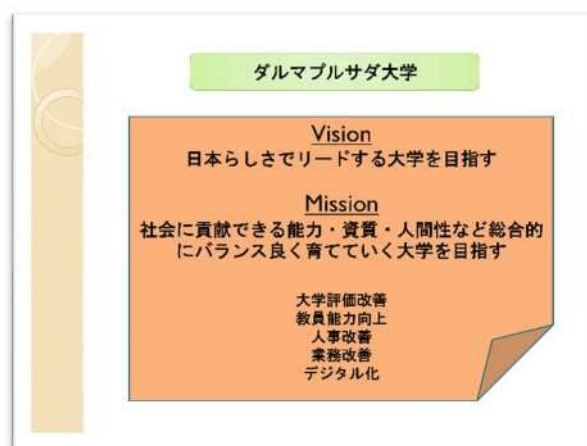 ダルマプルサダ大学
Vision
日本らしさでリードする大学を目指す
Mission
社会に貢献できる能力・資質・人間性など総合的
にバランス良く育てていく大学を目指す
大学評価改善
教員能力向上
人事改善
業務改善
デジタル化